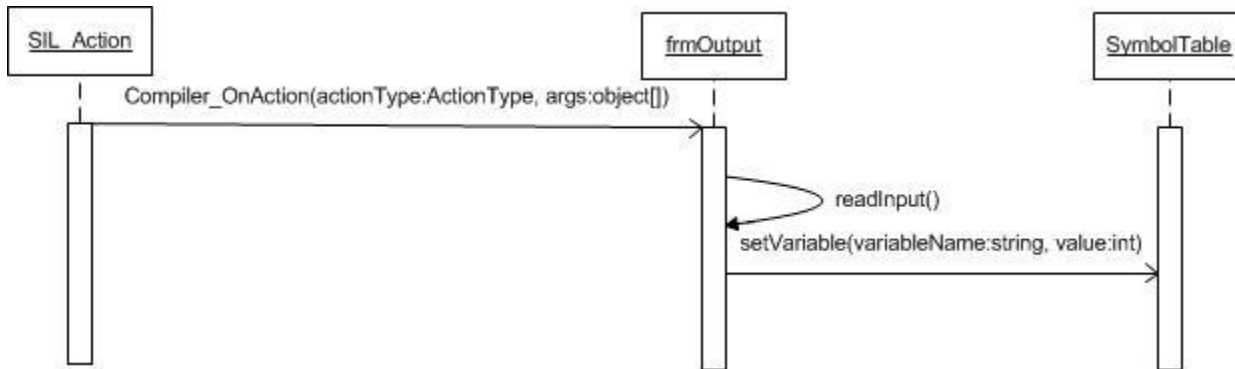 SIL_Action
frmOutput
SymbolTable
Compiler_OnAction(actionType:ActionType, args:object[])
readInput()
setVariable(variableName:string, value:int)